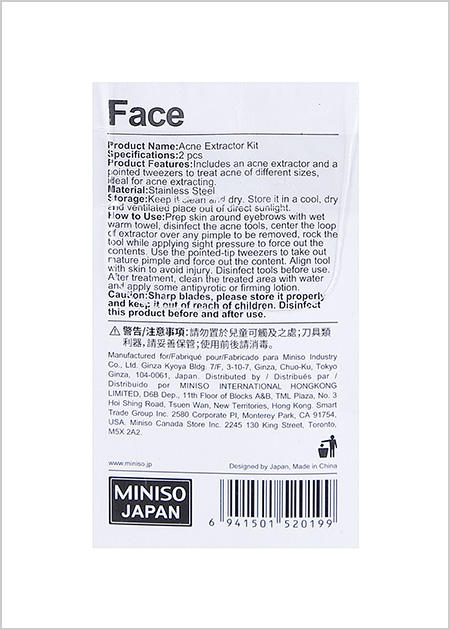 Face
Product Name:Acne Extractor Kit
Specifications:2 pcs
Product Features:Includes an acne extractor and a
pointed tweezers to treat acne of different sizes,
ideal for acne extracting.
Material:Stainless Steel
Storage:Keep it clean and dry. Store it in a cool, dry
and ventilated place out of direct sunlight.
How to Use:Prep skin around eyebrows with wet
warm towel, disinfect the acne tools, center the loop
of extractor over any pimple to be removed, rock the
tool while applying sight pressure to force out the
contents. Use the pointed-tip tweezers to take out
mature pimple and force out the content. Align tool
with skin to avoid injury. Disinfect tools before use.
After treatment, clean the treated area with water
and apply some antipyrotic or firming lotion.
Caution:Sharp blades, please store it properly
and keep it out of reach of children. Disinfect
this product before and after use.
⚠警告/注意事項:請勿置於兒童可觸及之處;刀具類
利器,請妥善保管;使用前後請消毒。
Manufactured for/Fabriqué pour/Fabricado para Miniso Industry
Co., Ltd. Ginza Kyoya Bldg. 7/F, 3-10-7, Ginza, Chuo-Ku, Tokyo
Ginza, 104-0061, Japan. Distributed by / Distribués par /
Distribuido por MINISO INTERNATIONAL HONGKONG
LIMITED, D6B Dep., 11th Floor of Blocks A&B, TML Plaza, No. 3
Hoi Shing Road, Tsuen Wan, New Territories, Hong Kong. Smart
Trade Group Inc. 2580 Corporate Pl, Monterey Park, CA 91754,
USA. Miniso Canada Store Inc. 2245 130 King Street, Toronto,
M5X 2A2.
www.miniso.jp Designed by Japan, Made in China
MINISO
JAPAN
6 941501 520199